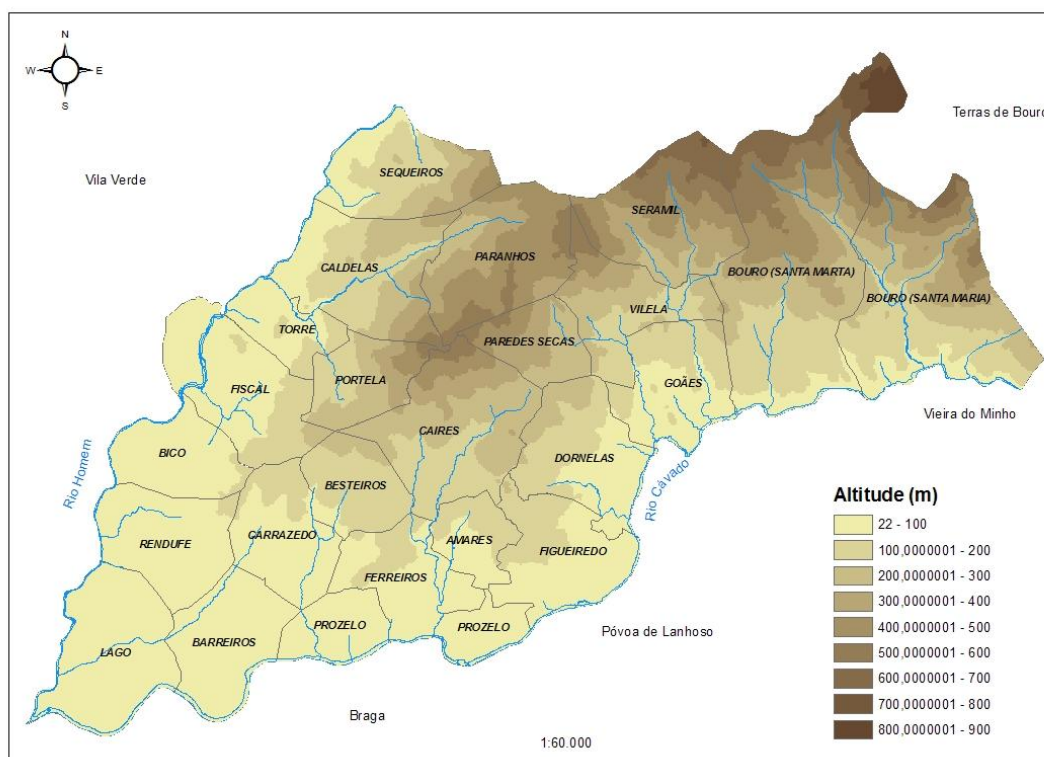 N
W
E
S
Terras de Bouro
Vila Verde
SEQUEIROS
SERAMIL
PARANHOS
CALDELAS
BOURO (SANTA MARTA)
BOURO (SANTA MARIA)
VILELA
TORRE
PAREDES SECAS
PORTELA
GOÃES
FISCAL
Vieira do Minho
CAIRES
BICO
DORNELAS
Rio Homem
Rio Cávado
BESTEIROS
Altitude (m)
22 - 100
100,0000001 - 200
200,0000001 - 300
300,0000001 - 400
400,0000001 - 500
500,0000001 - 600
600,0000001 - 700
700,0000001 - 800
800,0000001 - 900
CARRAZEDO
RENDUFE
AMARES
FIGUEIREDO
FERREIROS
PROZELO
PROZELO
Póvoa de Lanhoso
BARREIROS
LAGO
Braga
1:60.000